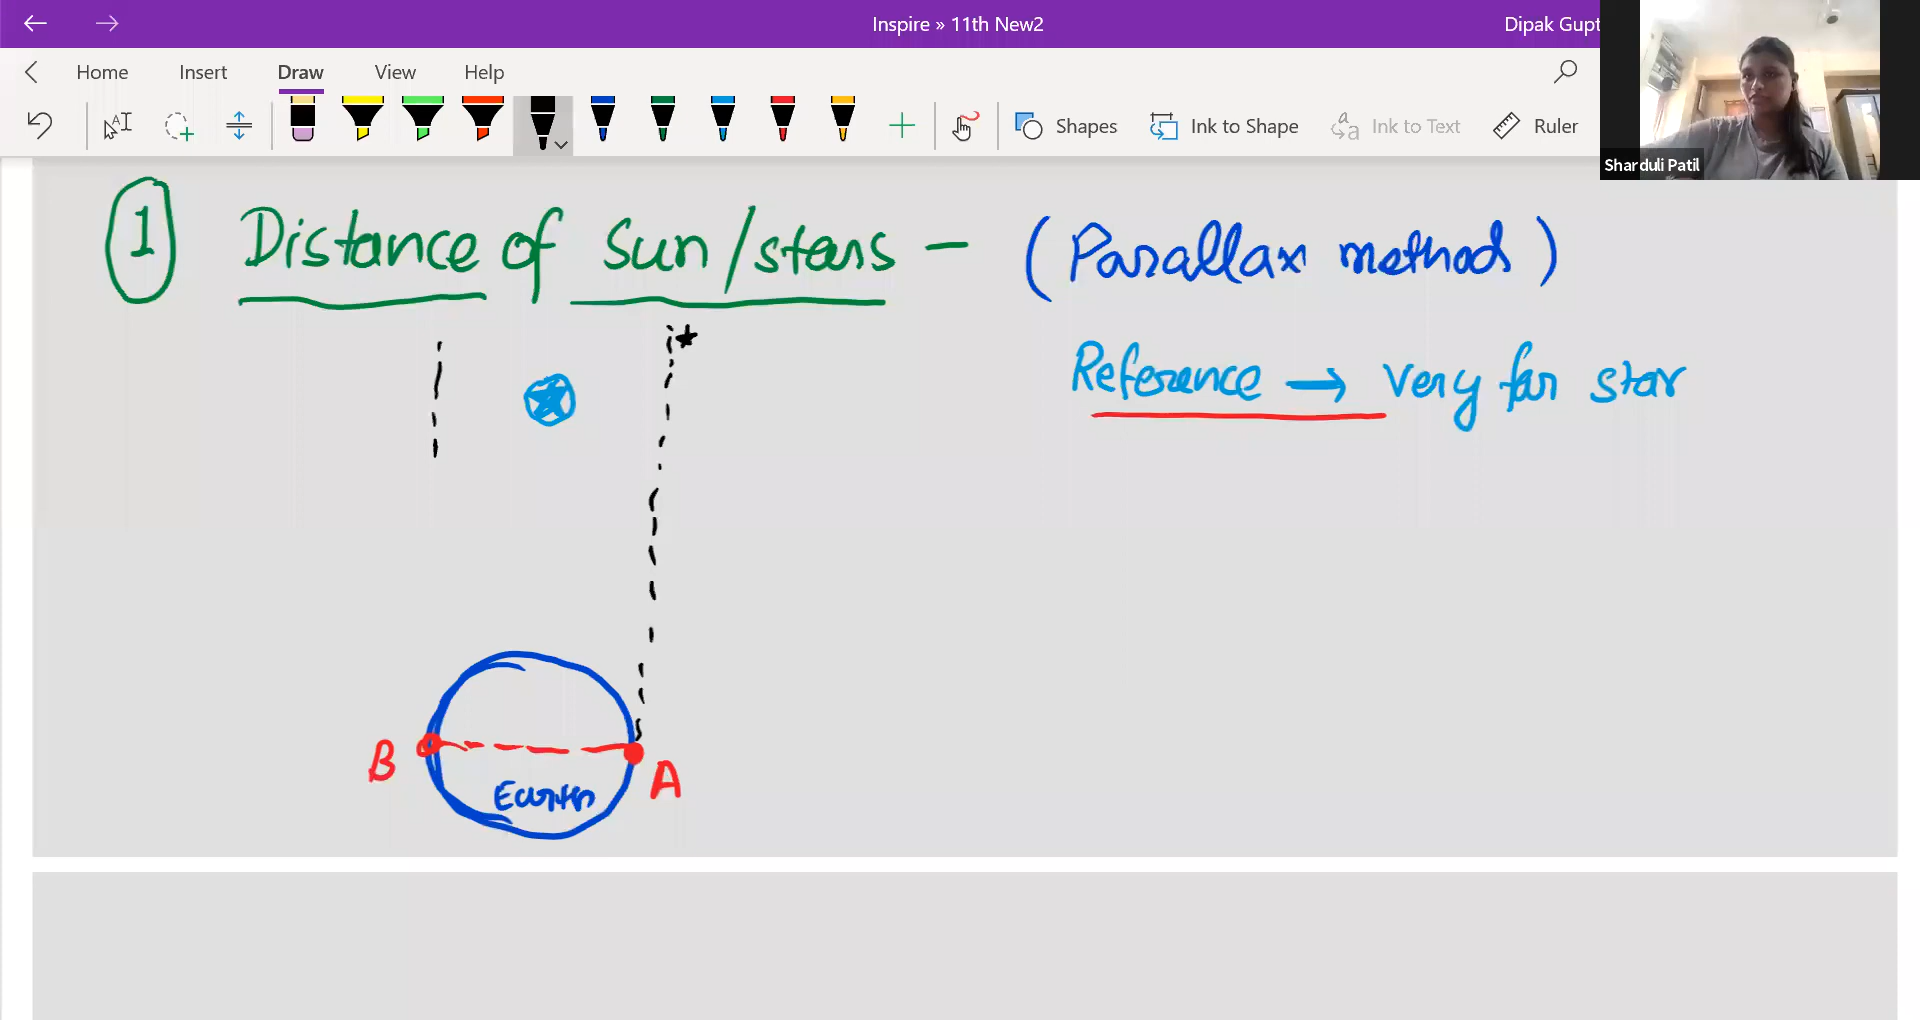 Inspire » 11th New2
Dipak Gupt
Home Insert Draw View Help
Shapes Ink to Shape Ink to Text Ruler
Sharduli Patil
1 Distance of sun/stars - (Parallax method)
Reference → very far star
B
A
Earth